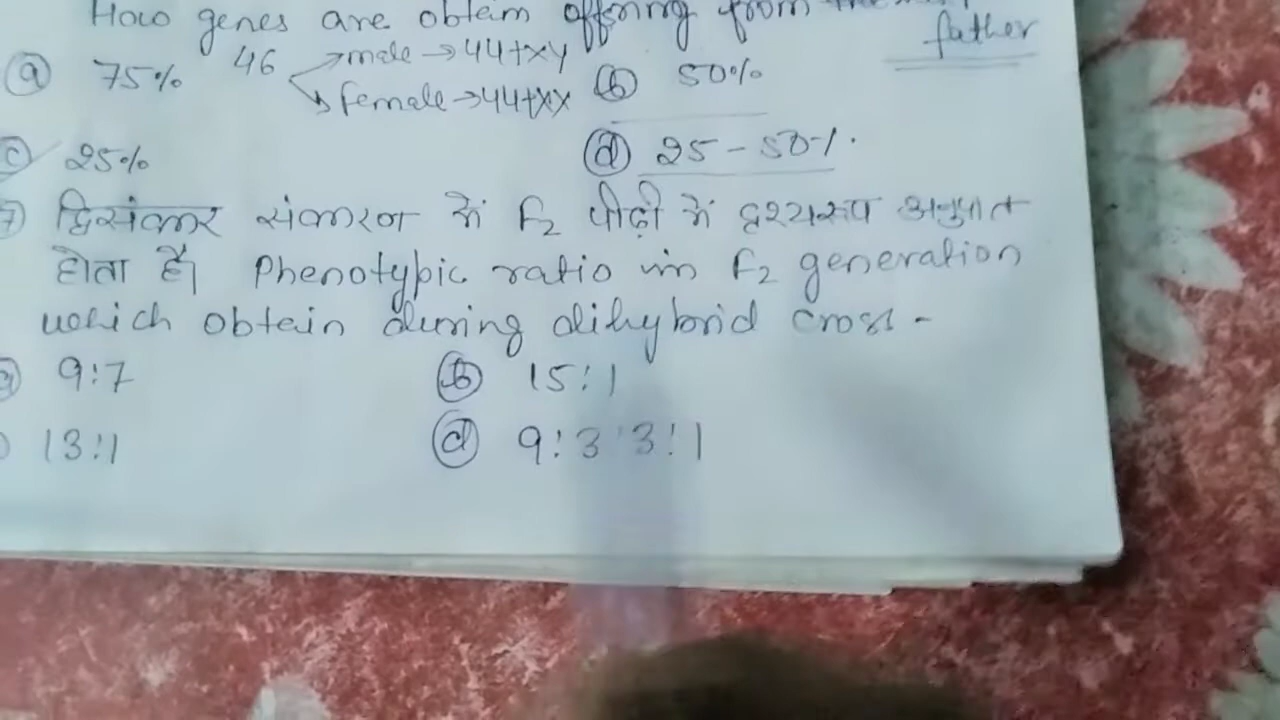 How genes are obtain offspring from their father
46 male → 44+xy
ⓐ 75% ⓑ 50%
female → 44+xx
ⓒ 25% ⓓ 25 – 50%.
7) द्विसंकर संकरण में F2 पीढ़ी में दृश्यरूप अनुपात
होता है। Phenotypic ratio in F2 generation
which obtain during dihybrid cross -
ⓐ 9:7 ⓑ 15:1
13:1 ⓓ 9:3:3:1